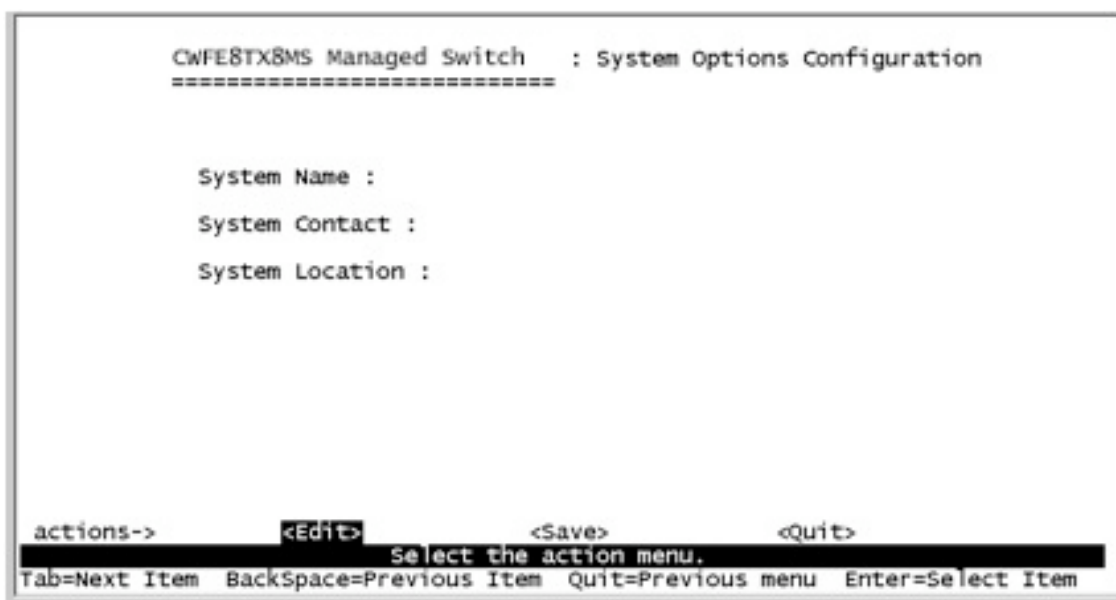 CWFE8TX8MS Managed Switch : System Options Configuration
============================
System Name :
System Contact :
System Location :
actions-> <Edit> <Save> <Quit>
Select the action menu.
Tab=Next Item BackSpace=Previous Item Quit=Previous menu Enter=Select Item